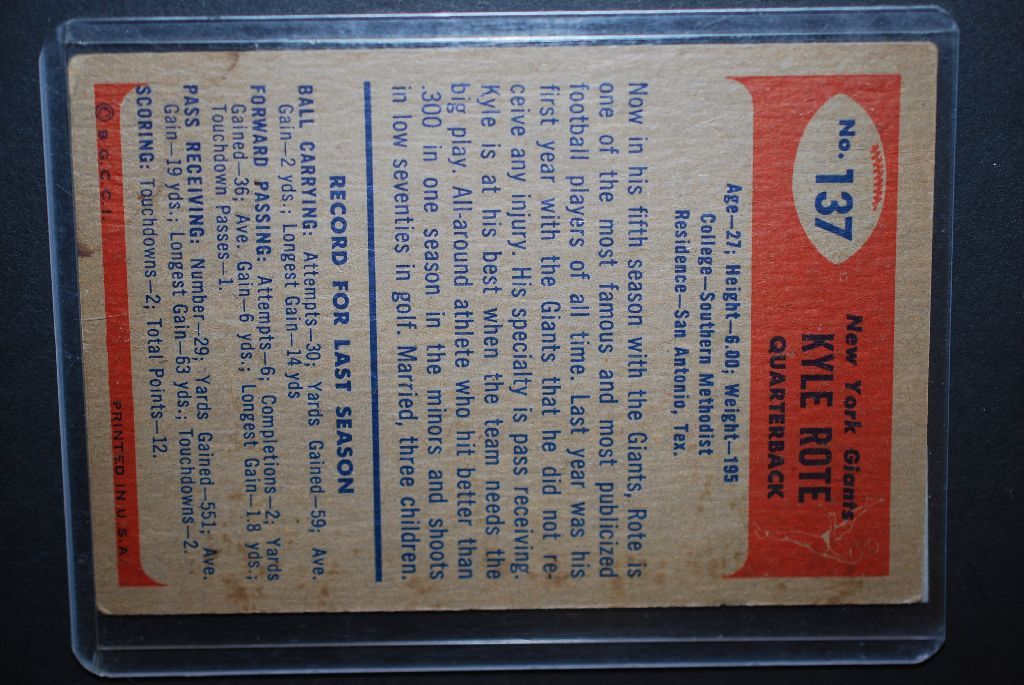 No. 137
New York Giants
KYLE ROTE
QUARTERBACK
Age—27; Height—6.00; Weight—195
College—Southern Methodist
Residence—San Antonio, Tex.
Now in his fifth season with the Giants, Rote is
one of the most famous and most publicized
football players of all time. Last year was his
first year with the Giants that he did not re-
ceive any injury. His specialty is pass receiving.
Kyle is at his best when the team needs the
big play. All-around athlete who hit better than
.300 in one season in the minors and shoots
in low seventies in golf. Married, three children.
RECORD FOR LAST SEASON
BALL CARRYING: Attempts—30; Yards Gained—59; Ave.
Gain—2 yds.; Longest Gain—14 yds
FORWARD PASSING: Attempts—6; Completions—2; Yards
Gained—36; Ave. Gain—6 yds.; Longest Gain—1.8 yds.;
Touchdown Passes—1.
PASS RECEIVING: Number—29; Yards Gained—551; Ave.
Gain—19 yds., Longest Gain—63 yds.; Touchdowns—2.
SCORING: Touchdowns—2; Total Points—12.
© B.G.C.C.I. PRINTED IN U.S.A.